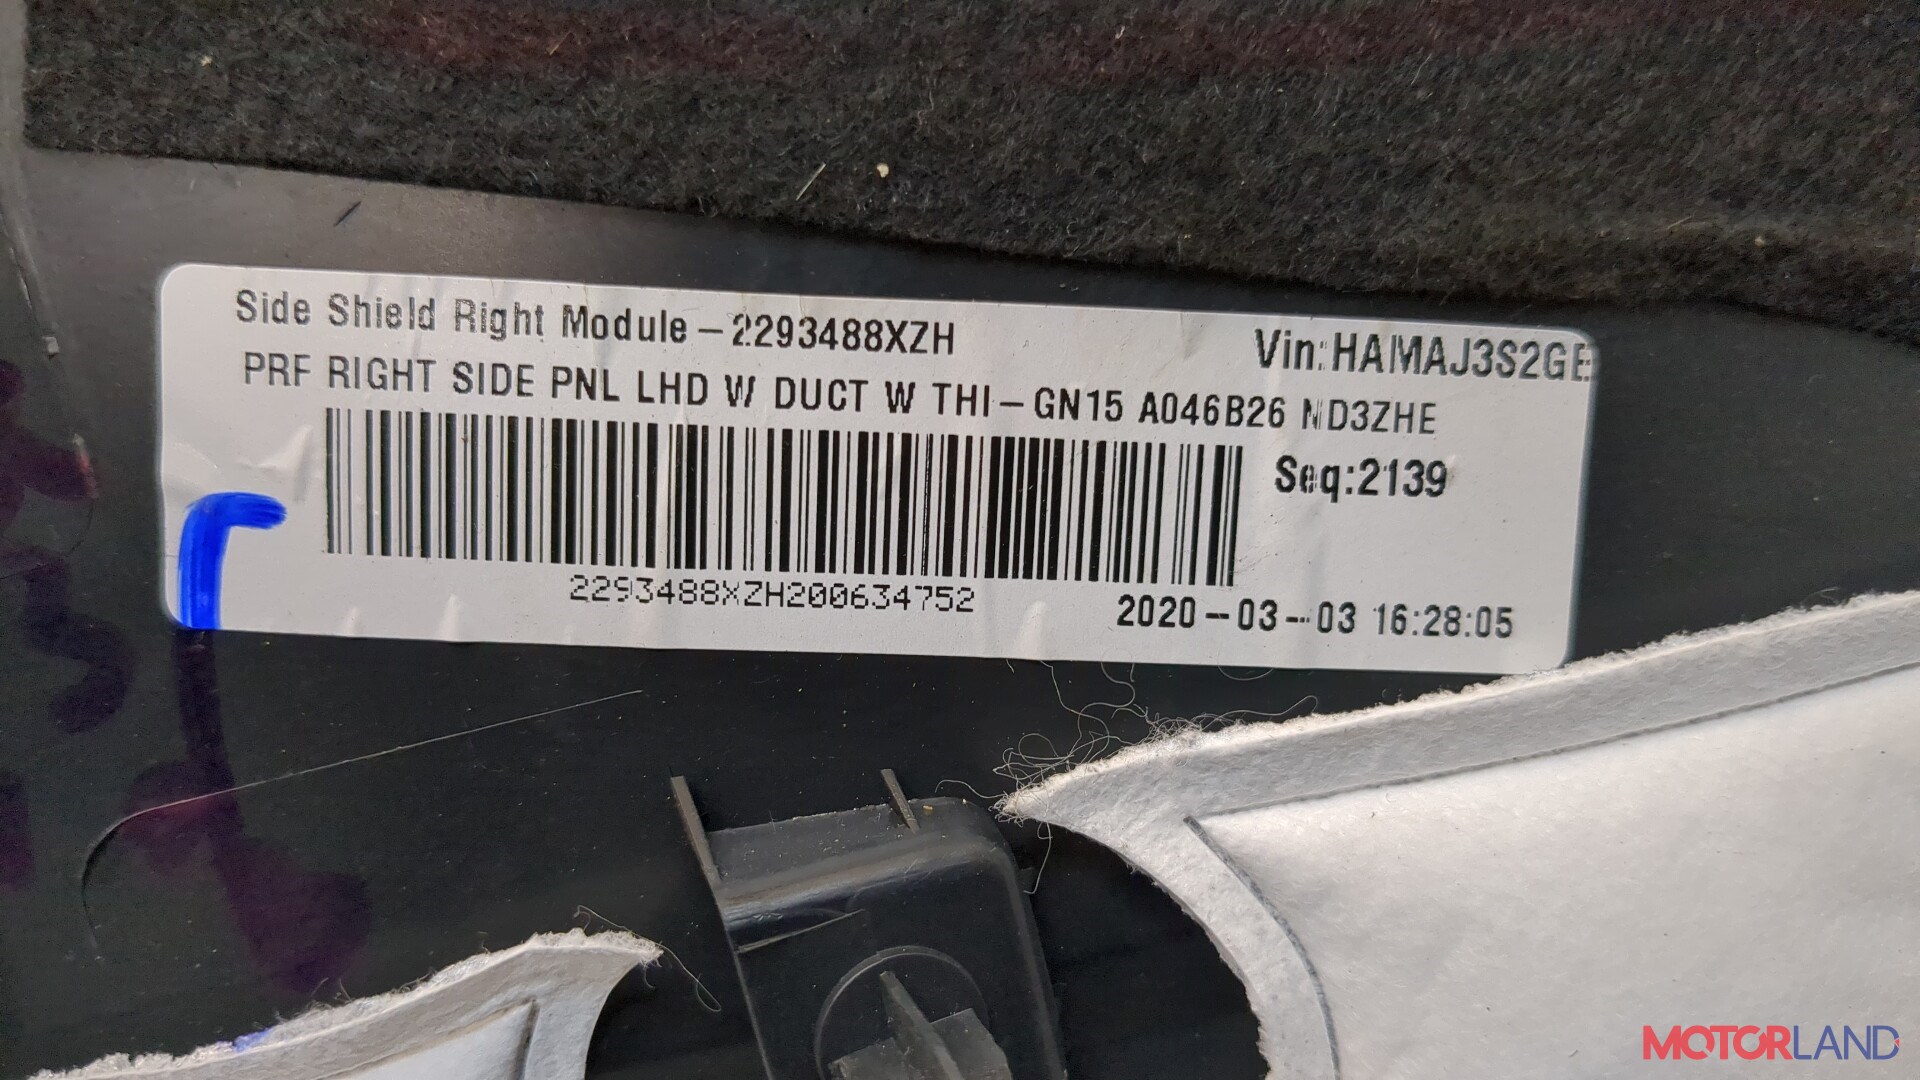 Side Shield Right Module-2293488XZH
Vin:HAMAJ3S2GE
PRF RIGHT SIDE PNL LHD W DUCT W THI-GN15 A046B26 ND3ZHE
Seq:2139
2293488XZH200634752
2020-03-03 16:28:05
MOTORLAND